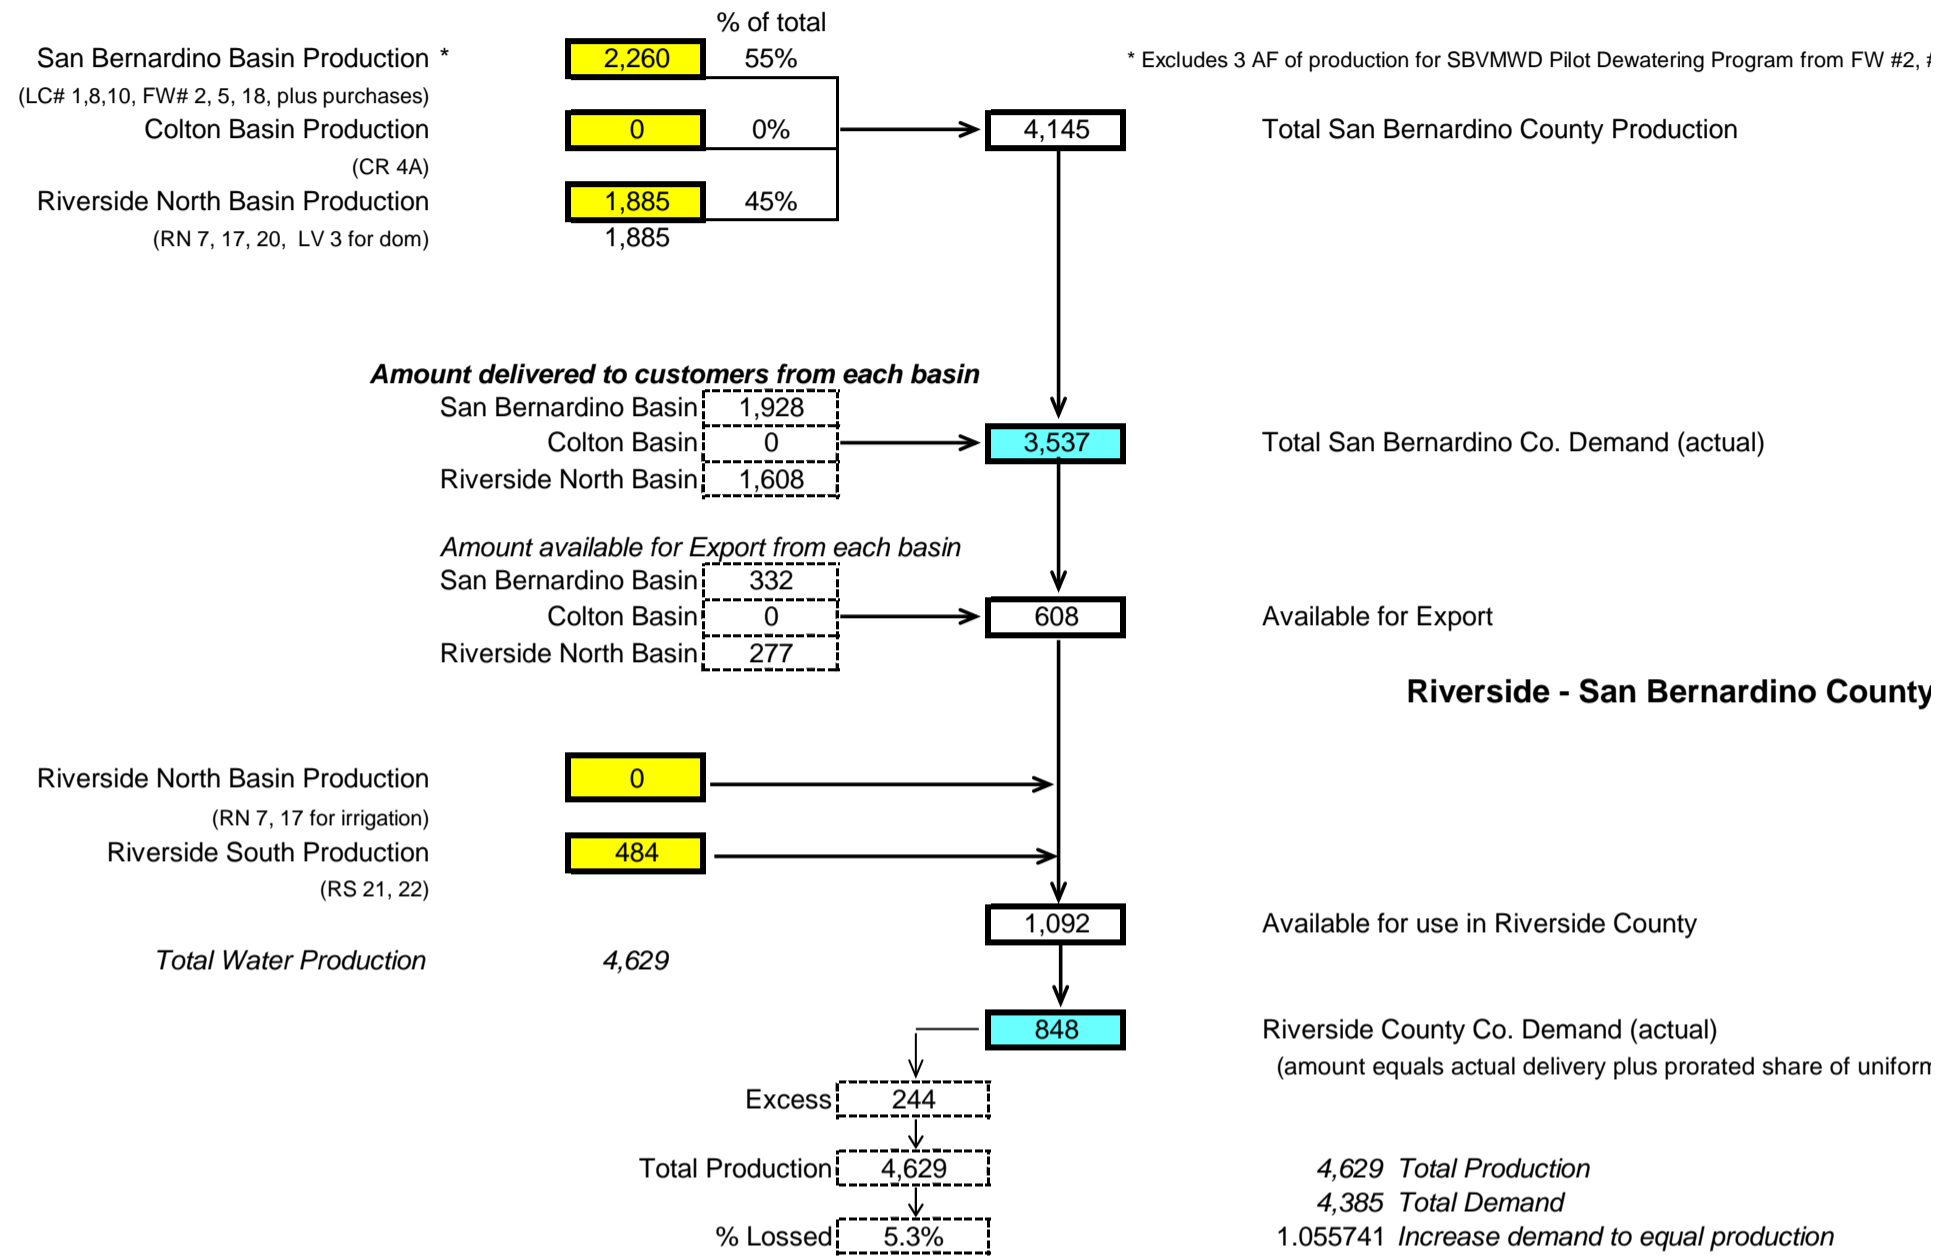 % of total
San Bernardino Basin Production * 2,260 55% * Excludes 3 AF of production for SBVMWD Pilot Dewatering Program from FW #2,
(LC# 1,8,10, FW# 2, 5, 18, plus purchases)
Colton Basin Production 0 0% 4,145 Total San Bernardino County Production
(CR 4A)
Riverside North Basin Production 1,885 45%
(RN 7, 17, 20, LV 3 for dom) 1,885
Amount delivered to customers from each basin
San Bernardino Basin 1,928
Colton Basin 0 3,537 Total San Bernardino Co. Demand (actual)
Riverside North Basin 1,608
Amount available for Export from each basin
San Bernardino Basin 332
Colton Basin 0 608 Available for Export
Riverside North Basin 277
Riverside - San Bernardino County
Riverside North Basin Production 0
(RN 7, 17 for irrigation)
Riverside South Production 484
(RS 21, 22)
1,092 Available for use in Riverside County
Total Water Production 4,629
848 Riverside County Co. Demand (actual)
(amount equals actual delivery plus prorated share of
Excess 244
Total Production 4,629 4,629 Total Production
4,385 Total Demand
% Lossed 5.3% 1.055741 Increase demand to equal production